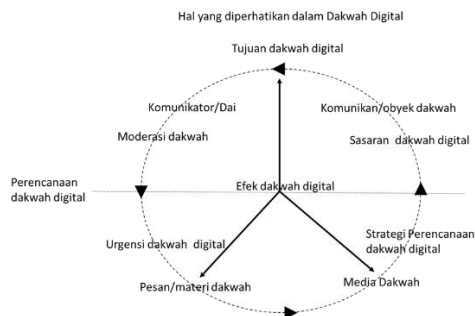 Hal yang diperhatikan dalam Dakwah Digital
Tujuan dakwah digital
Komunikator/Dai
Komunikan/obyek dakwah
Moderasi dakwah
Sasaran dakwah digital
Perencanaan
dakwah digital
Efek dakwah digital
Urgensi dakwah digital
Strategi Perencanaan
dakwah digital
Pesan/materi dakwah
Media Dakwah